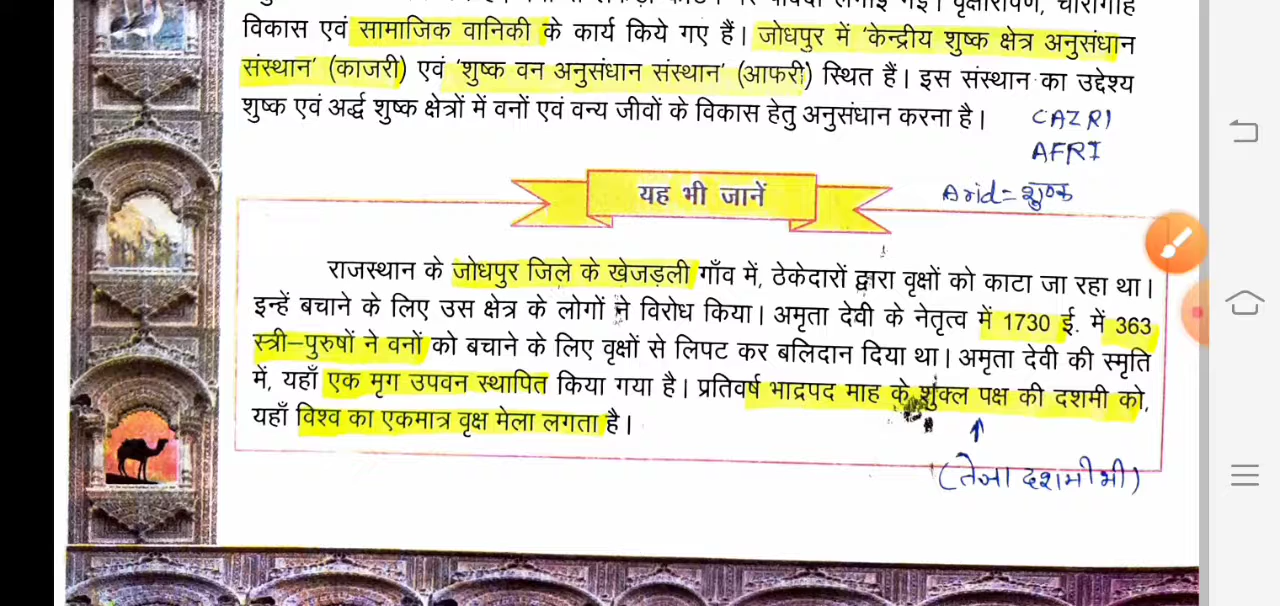 विकास एवं सामाजिक वानिकी के कार्य किये गए हैं। जोधपुर में 'केन्द्रीय शुष्क क्षेत्र अनुसंधान
संस्थान' (काजरी) एवं 'शुष्क वन अनुसंधान संस्थान' (आफरी) स्थित हैं। इस संस्थान का उद्देश्य
शुष्क एवं अर्द्ध शुष्क क्षेत्रों में वनों एवं वन्य जीवों के विकास हेतु अनुसंधान करना है।
CAZRI
AFRI
यह भी जानें
Arid = शुष्क
राजस्थान के जोधपुर जिले के खेजड़ली गाँव में, ठेकेदारों द्वारा वृक्षों को काटा जा रहा था।
इन्हें बचाने के लिए उस क्षेत्र के लोगों ने विरोध किया। अमृता देवी के नेतृत्व में 1730 ई. में 363
स्त्री-पुरुषों ने वनों को बचाने के लिए वृक्षों से लिपट कर बलिदान दिया था। अमृता देवी की स्मृति
में, यहाँ एक मृग उपवन स्थापित किया गया है। प्रतिवर्ष भाद्रपद माह के शुक्ल पक्ष की दशमी को,
यहाँ विश्व का एकमात्र वृक्ष मेला लगता है।
(तेजा दशमी भी)